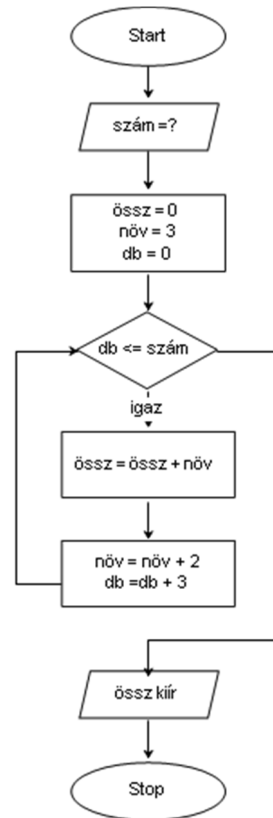 Start
szám =?
össz = 0
növ = 3
db = 0
db <= szám
igaz
össz = össz + növ
növ = növ + 2
db =db + 3
össz kiír
Stop